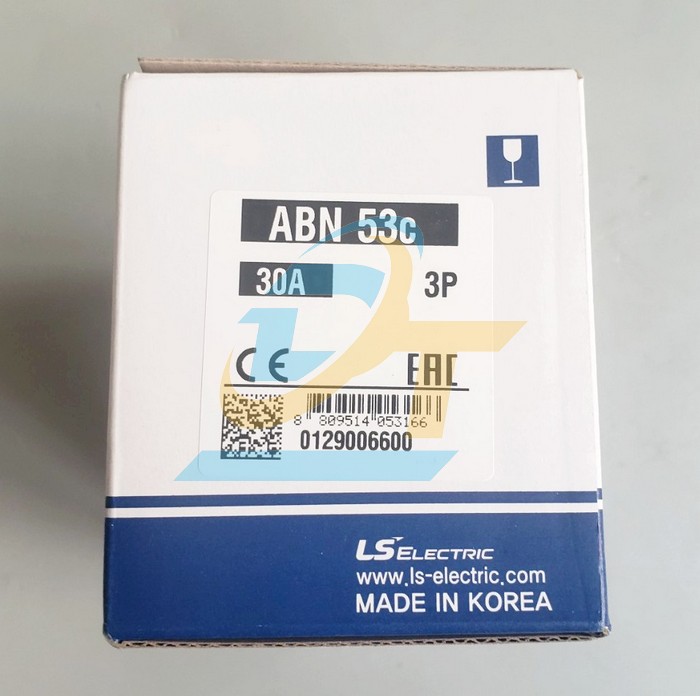 ABN 53c
30A 3P
CE EAC
8 809514 053166
0129006600
LS ELECTRIC
www.ls-electric.com
MADE IN KOREA